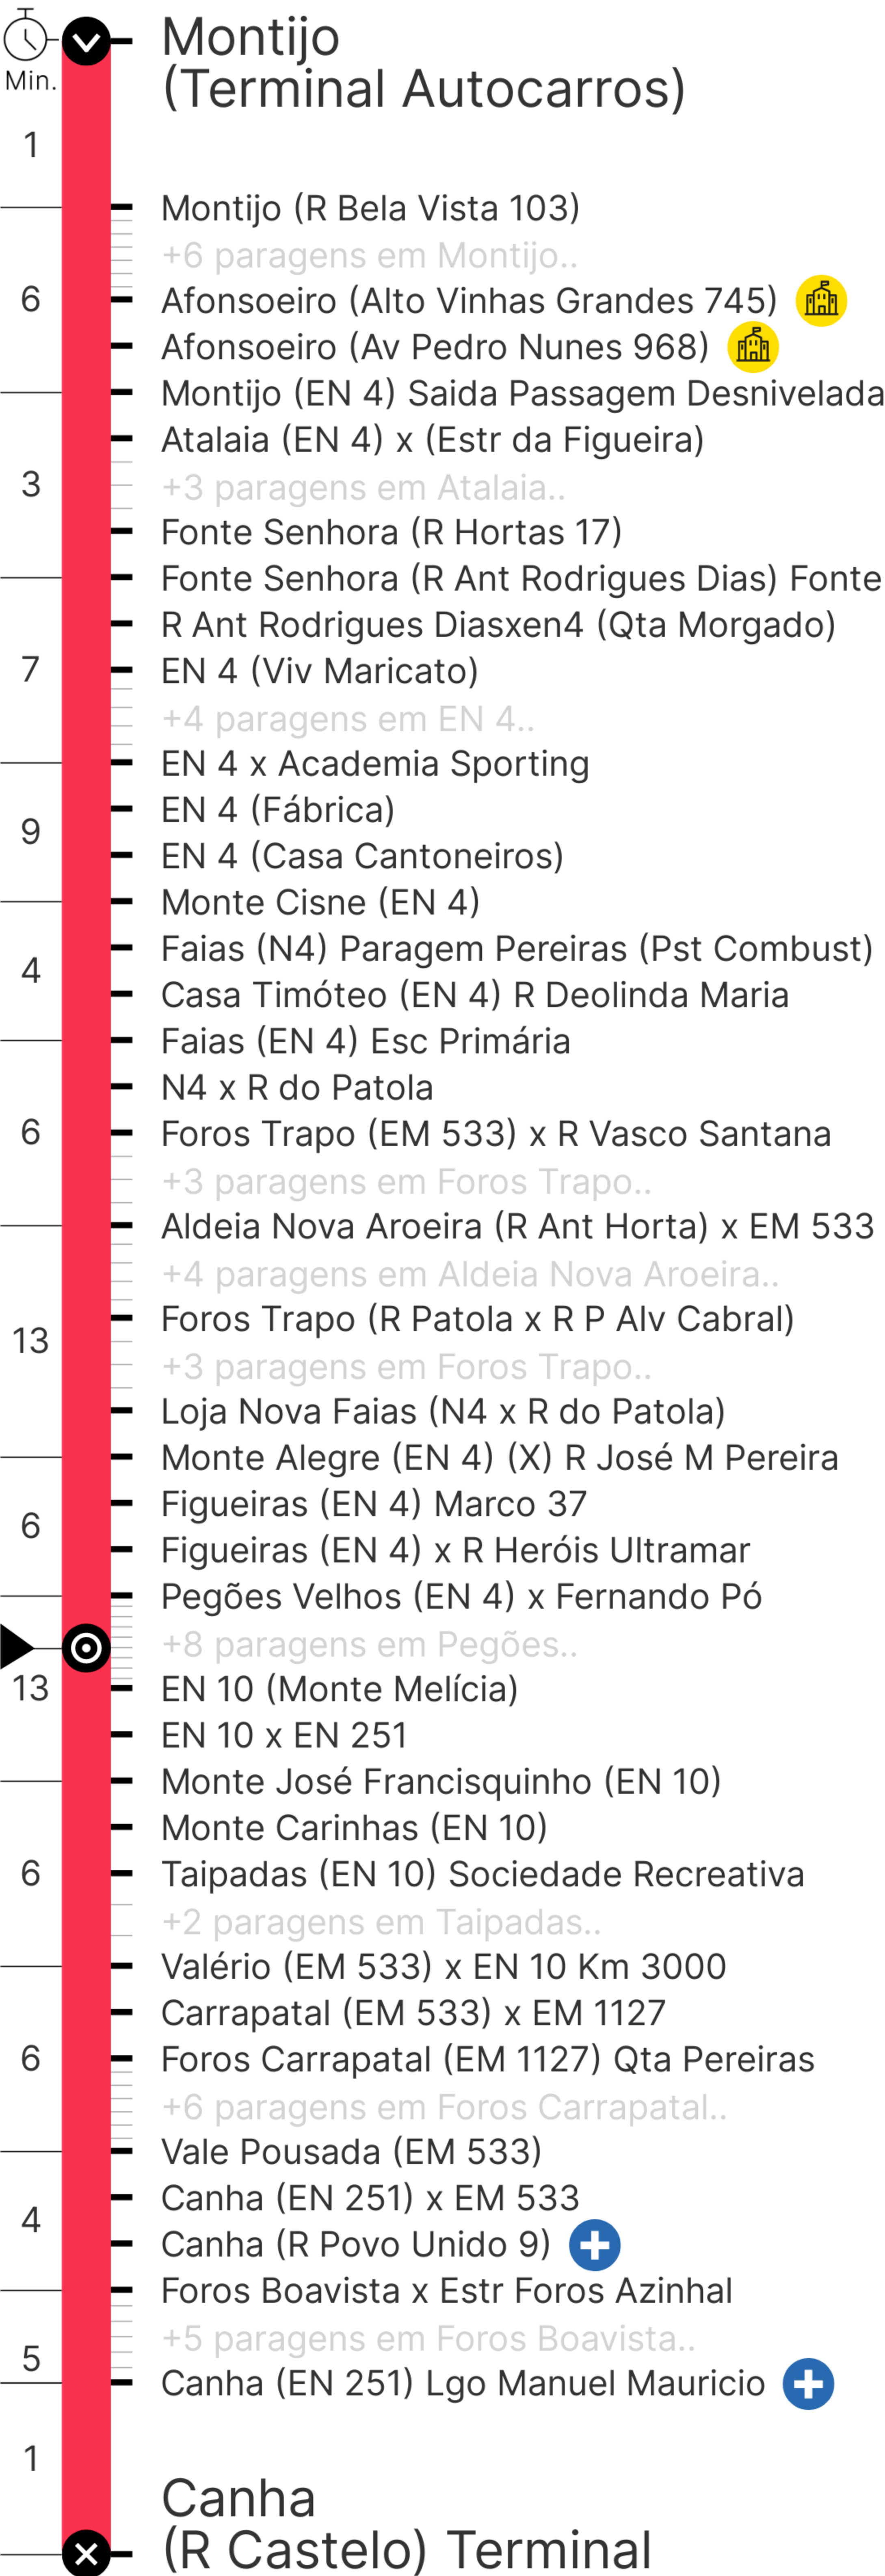 Montijo
(Terminal Autocarros)
Min.
1
Montijo (R Bela Vista 103)
+6 paragens em Montijo..
6
Afonsoeiro (Alto Vinhas Grandes 745)
Afonsoeiro (Av Pedro Nunes 968)
Montijo (EN 4) Saida Passagem Desnivelada
Atalaia (EN 4) x (Estr da Figueira)
3
+3 paragens em Atalaia..
Fonte Senhora (R Hortas 17)
Fonte Senhora (R Ant Rodrigues Dias) Fonte
R Ant Rodrigues Diasxen4 (Qta Morgado)
7
EN 4 (Viv Maricato)
+4 paragens em EN 4..
EN 4 x Academia Sporting
EN 4 (Fábrica)
9
EN 4 (Casa Cantoneiros)
Monte Cisne (EN 4)
Faias (N4) Paragem Pereiras (Pst Combust)
4
Casa Timóteo (EN 4) R Deolinda Maria
Faias (EN 4) Esc Primária
N4 x R do Patola
6
Foros Trapo (EM 533) x R Vasco Santana
+3 paragens em Foros Trapo..
Aldeia Nova Aroeira (R Ant Horta) x EM 533
+4 paragens em Aldeia Nova Aroeira..
Foros Trapo (R Patola x R P Alv Cabral)
13
+3 paragens em Foros Trapo..
Loja Nova Faias (N4 x R do Patola)
Monte Alegre (EN 4) (X) R José M Pereira
Figueiras (EN 4) Marco 37
6
Figueiras (EN 4) x R Heróis Ultramar
Pegões Velhos (EN 4) x Fernando Pó
+8 paragens em Pegões..
13
EN 10 (Monte Melícia)
EN 10 x EN 251
Monte José Francisquinho (EN 10)
Monte Carinhas (EN 10)
6
Taipadas (EN 10) Sociedade Recreativa
+2 paragens em Taipadas..
Valério (EM 533) x EN 10 Km 3000
Carrapatal (EM 533) x EM 1127
6
Foros Carrapatal (EM 1127) Qta Pereiras
+6 paragens em Foros Carrapatal..
Vale Pousada (EM 533)
Canha (EN 251) x EM 533
4
Canha (R Povo Unido 9)
Foros Boavista x Estr Foros Azinhal
+5 paragens em Foros Boavista..
5
Canha (EN 251) Lgo Manuel Mauricio
1
Canha
(R Castelo) Terminal